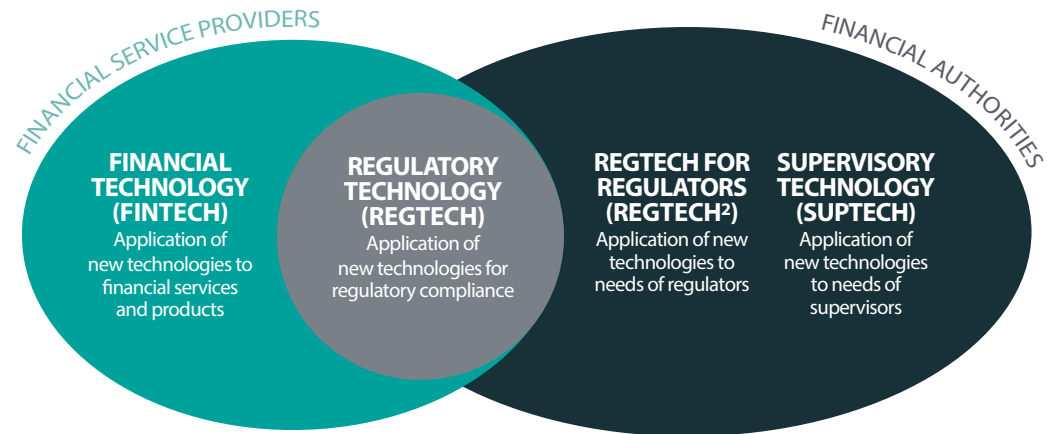 FINANCIAL SERVICE PROVIDERS
FINANCIAL AUTHORITIES
FINANCIAL
TECHNOLOGY
(FINTECH)
Application of
new technologies to
financial services
and products
REGULATORY
TECHNOLOGY
(REGTECH)
Application of
new technologies for
regulatory compliance
REGTECH FOR
REGULATORS
(REGTECH²)
Application of new
technologies to
needs of regulators
SUPERVISORY
TECHNOLOGY
(SUPTECH)
Application of
new technologies
to needs of
supervisors